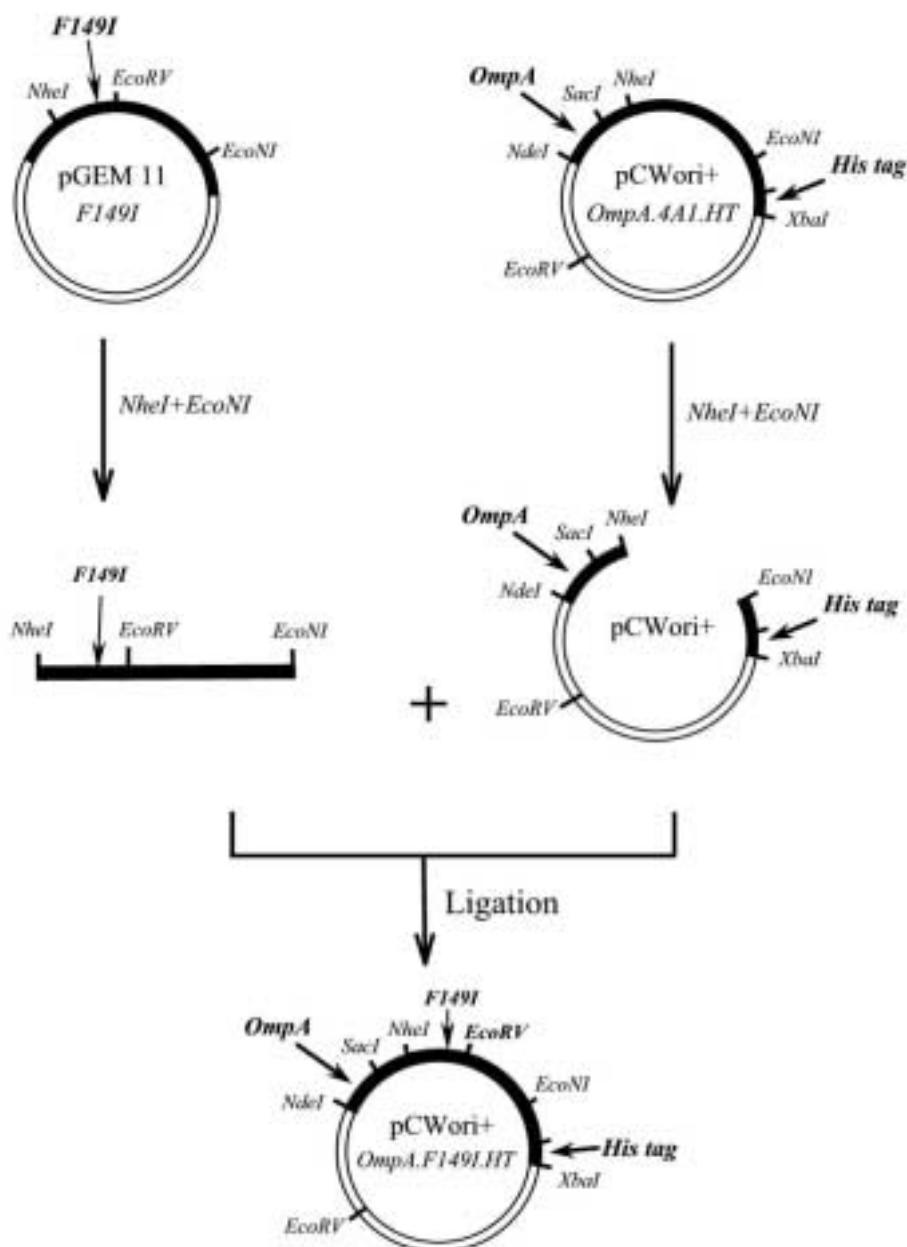 F149I
NheI
EcoRV
EcoNI
pGEM 11
F149I
OmpA
SacI
NheI
NdeI
EcoNI
His tag
pCWori+
OmpA.4A1.HT
XbaI
EcoRV
NheI+EcoNI
NheI+EcoNI
F149I
NheI
EcoRV
EcoNI
OmpA
SacI
NheI
NdeI
EcoNI
His tag
pCWori+
XbaI
EcoRV
+
Ligation
F149I
OmpA
SacI
NheI
EcoRV
NdeI
EcoNI
pCWori+
OmpA.F149I.HT
His tag
XbaI
EcoRV